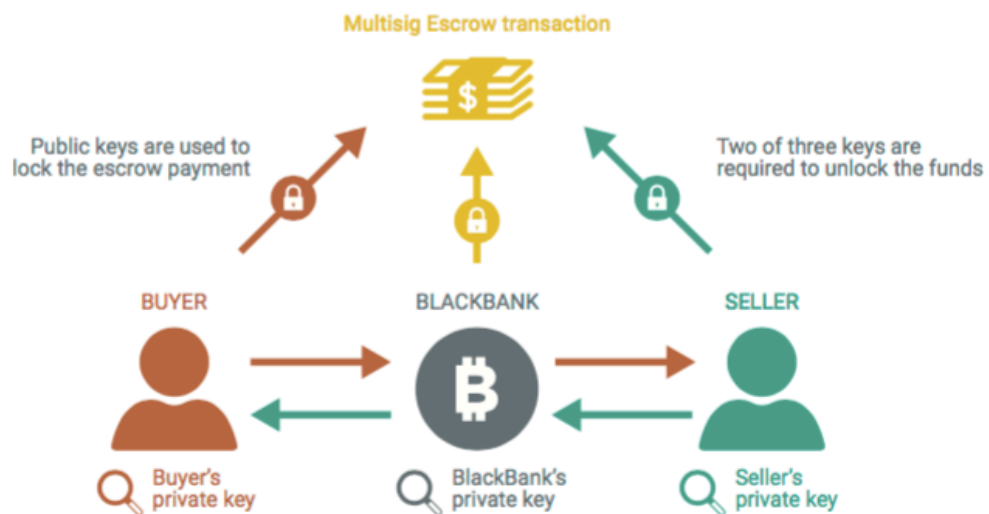 Multisig Escrow transaction
$
Public keys are used to
lock the escrow payment
Two of three keys are
required to unlock the funds
BUYER
BLACKBANK
SELLER
₿
Buyer's
private key
BlackBank's
private key
Seller's
private key